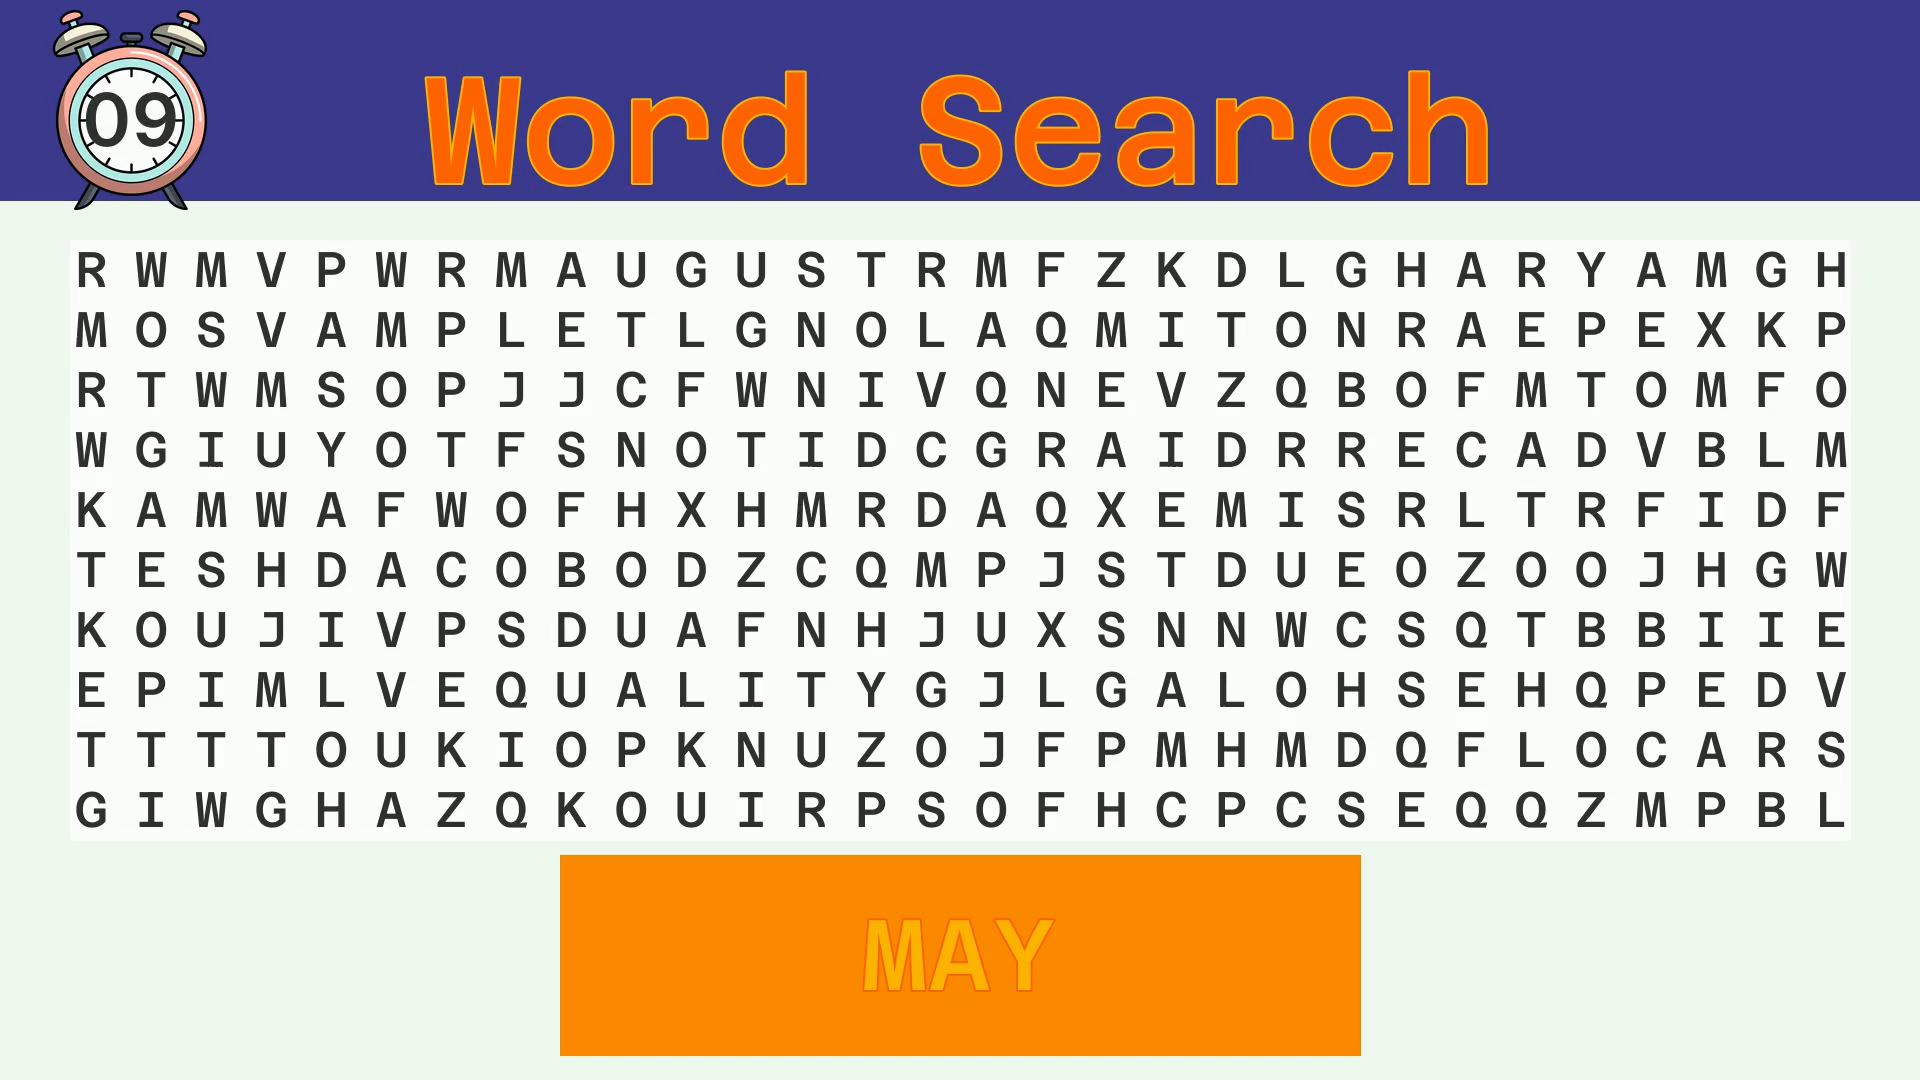 09
Word Search
R W M V P W R M A U G U S T R M F Z K D L G H A R Y A M G H
M O S V A M P L E T L G N O L A Q M I T O N R A E P E X K P
R T W M S O P J J C F W N I V Q N E V Z Q B O F M T O M F O
W G I U Y O T F S N O T I D C G R A I D R R E C A D V B L M
K A M W A F W O F H X H M R D A Q X E M I S R L T R F I D F
T E S H D A C O B O D Z C Q M P J S T D U E O Z O O J H G W
K O U J I V P S D U A F N H J U X S N N W C S Q T B B I I E
E P I M L V E Q U A L I T Y G J L G A L O H S E H Q P E D V
T T T T O U K I O P K N U Z O J F P M H M D Q F L O C A R S
G I W G H A Z Q K O U I R P S O F H C P C S E Q Q Z M P B L
MAY